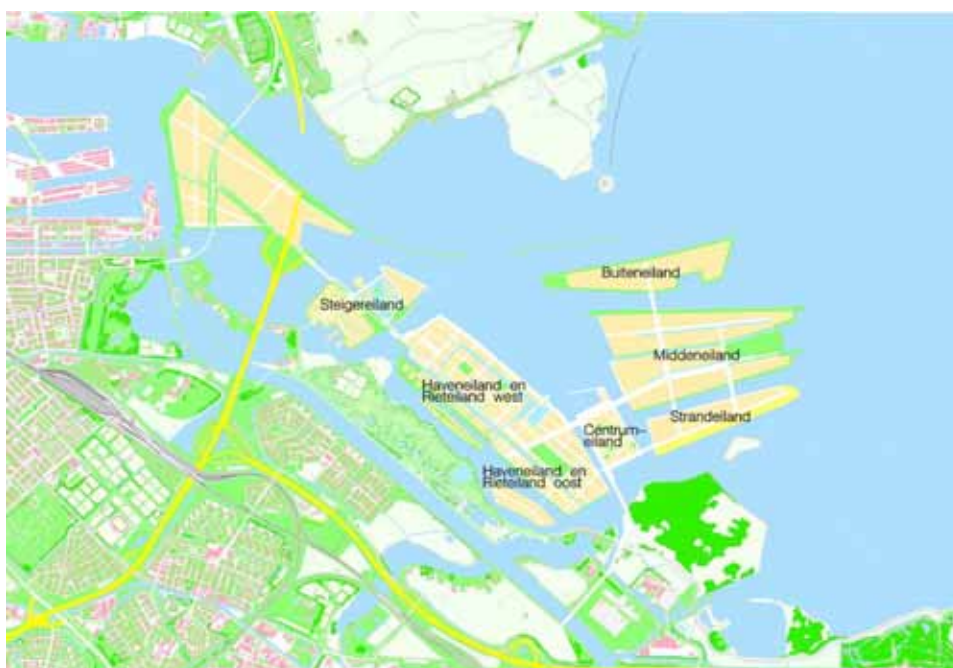 Buiteneiland
Steigereiland
Middeneiland
Haveneiland en
Rieteiland west
Strandeiland
Centrum-
eiland
Haveneiland en
Rieteiland oost